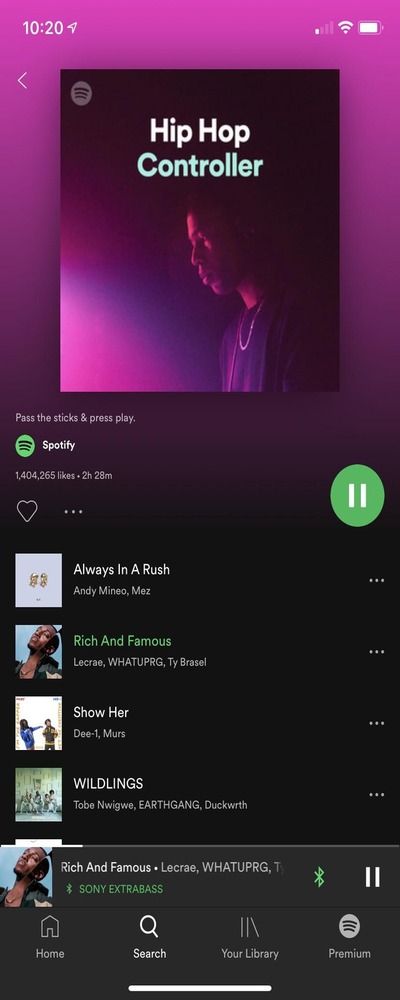 10:20
Hip Hop
Controller
Pass the sticks & press play.
Spotify
1,404,265 likes • 2h 28m
Always In A Rush
Andy Mineo, Mez
Rich And Famous
Lecrae, WHATUPRG, Ty Brasel
Show Her
Dee-1, Murs
WILDLINGS
Tobe Nwigwe, EARTHGANG, Duckwrth
Rich And Famous • Lecrae, WHATUPRG, Ty
SONY EXTRABASS
Home
Search
Your Library
Premium